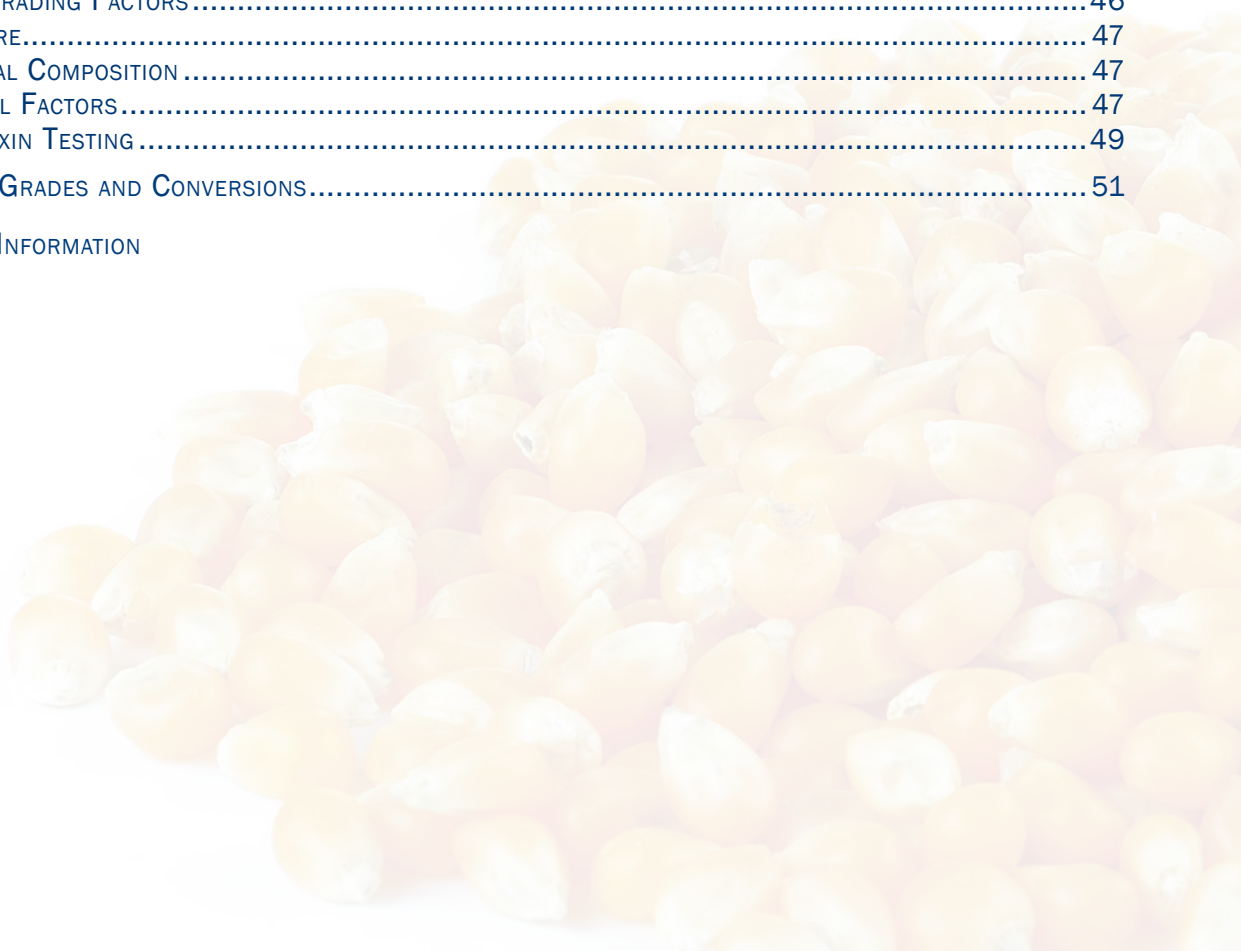 RADING FACTORS....................................................................................................46
RE....................................................................................................47
AL COMPOSITION....................................................................................................47
L FACTORS....................................................................................................47
XIN TESTING....................................................................................................49
GRADES AND CONVERSIONS....................................................................................................51
INFORMATION